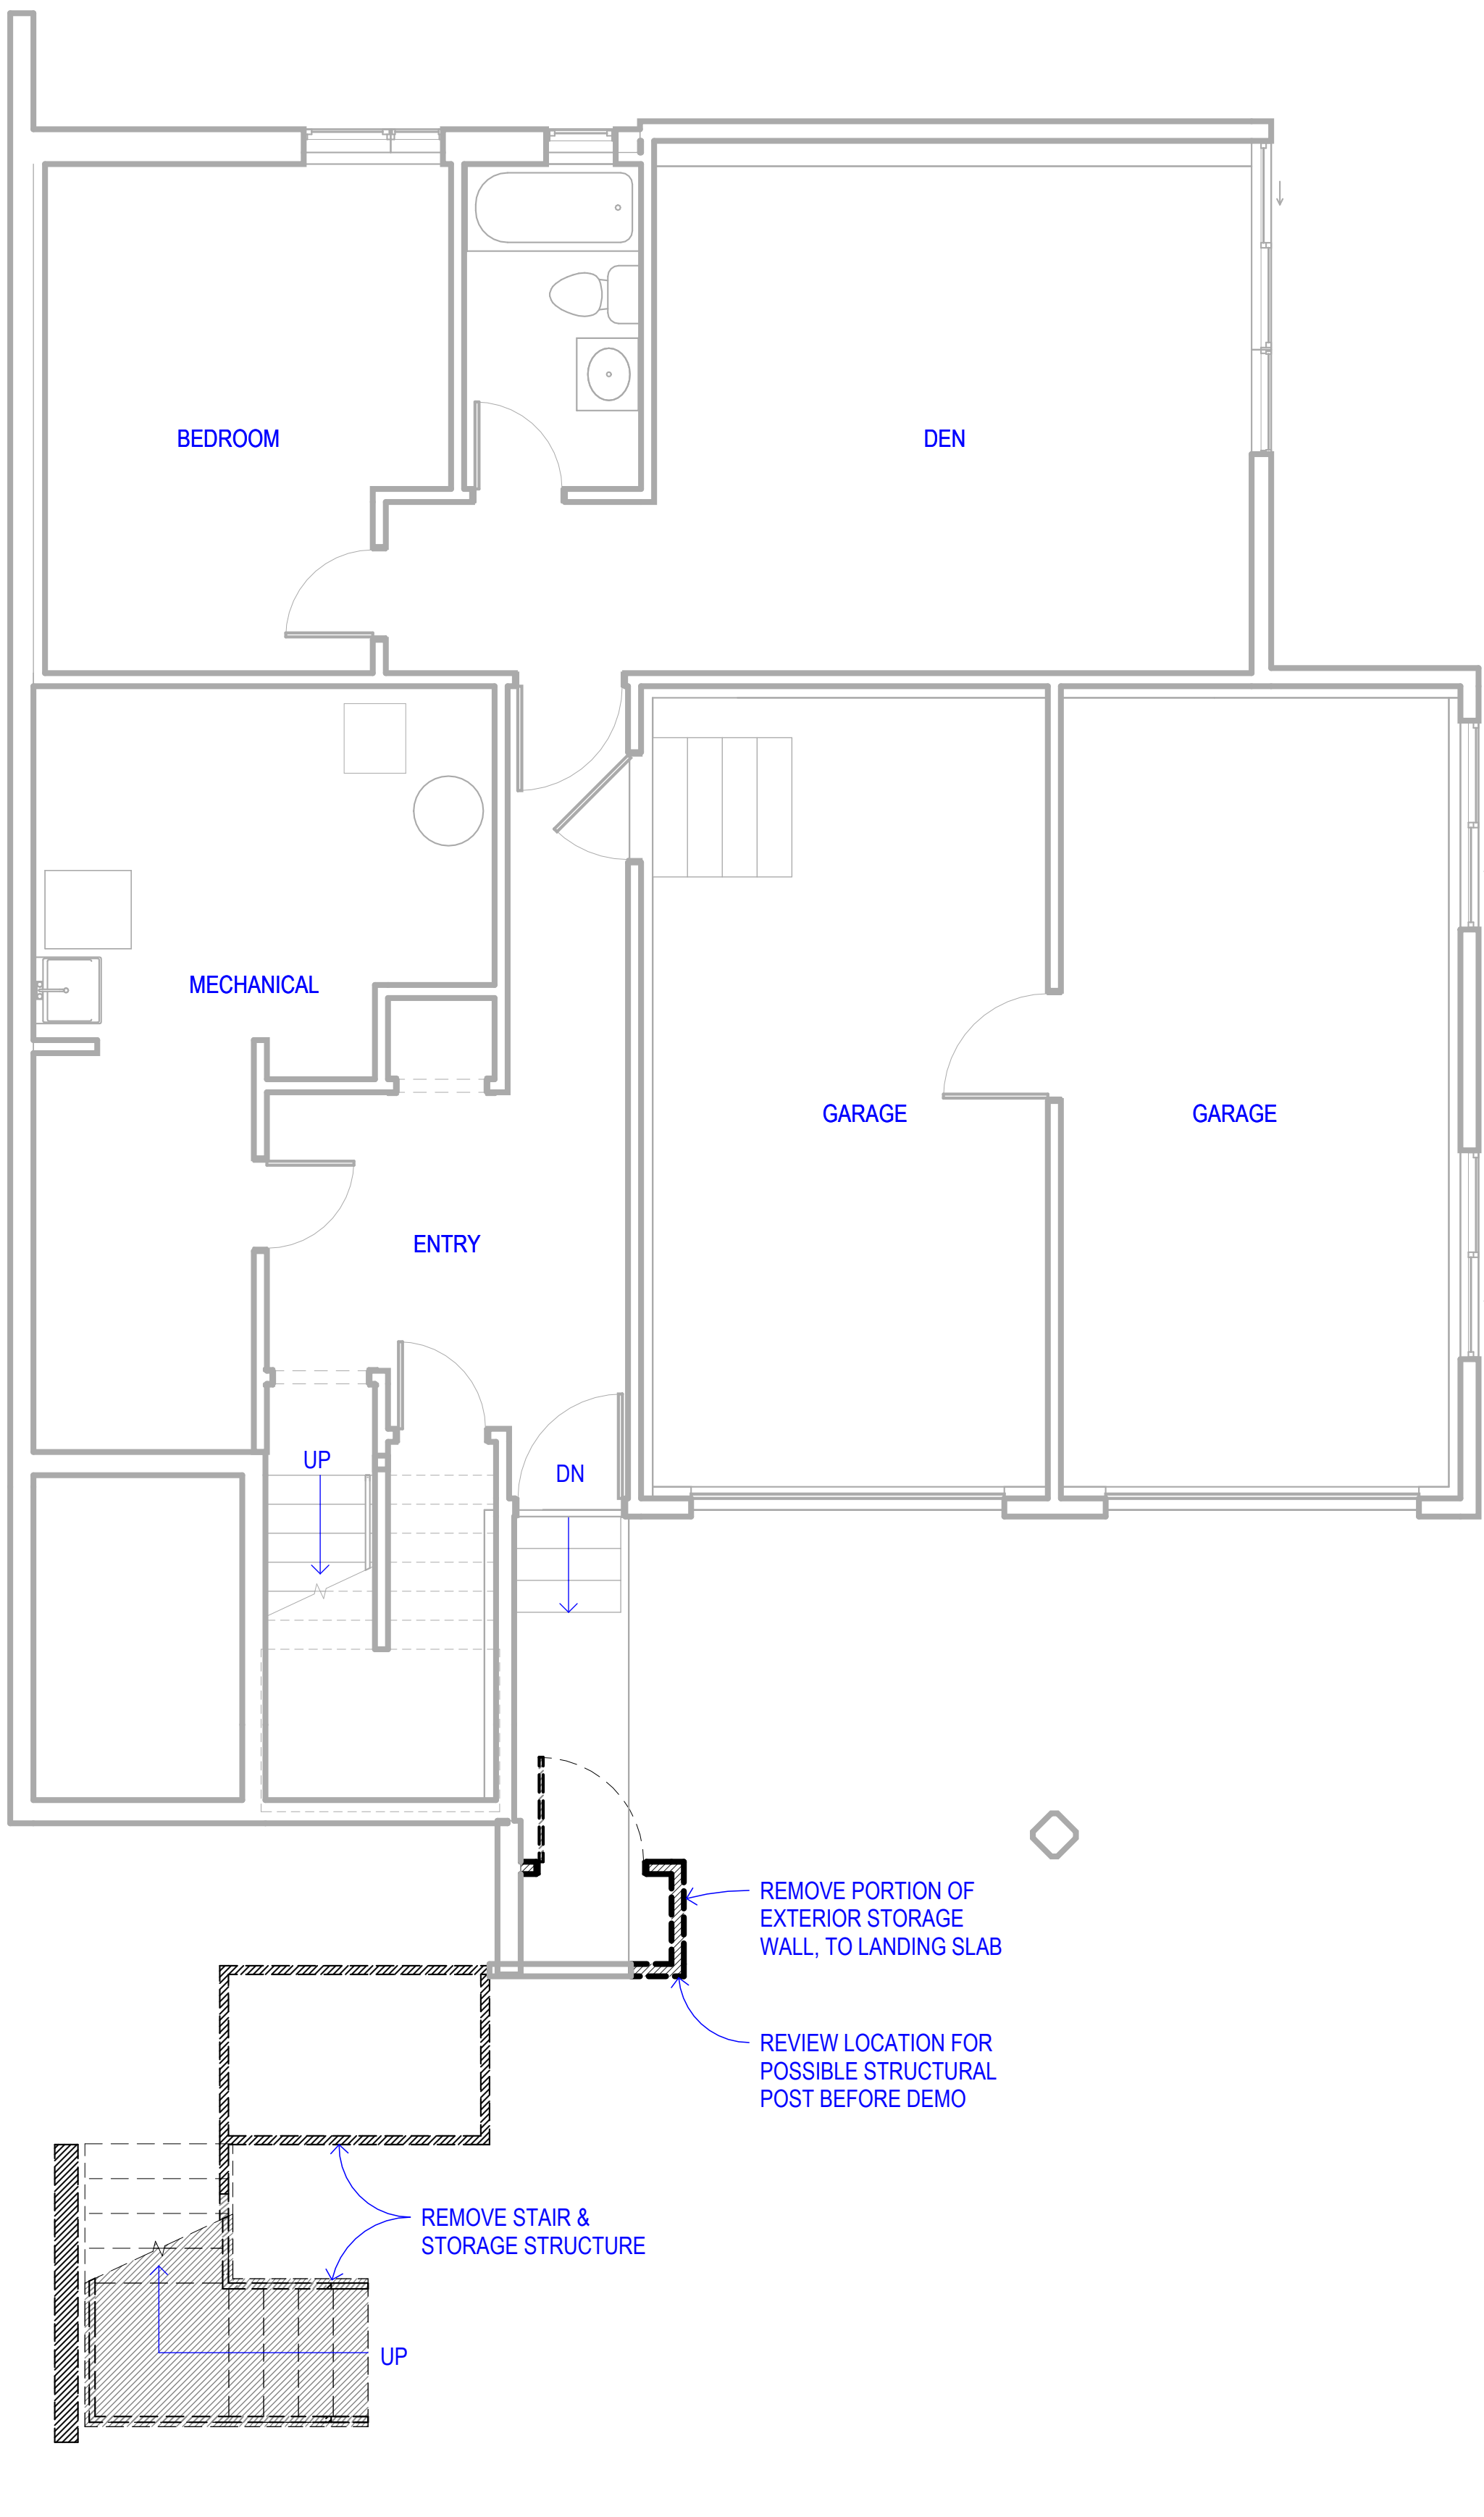 BEDROOM
DEN
MECHANICAL
GARAGE
GARAGE
ENTRY
UP
DN
REMOVE PORTION OF
EXTERIOR STORAGE
WALL, TO LANDING SLAB
REVIEW LOCATION FOR
POSSIBLE STRUCTURAL
POST BEFORE DEMO
REMOVE STAIR &
STORAGE STRUCTURE
UP